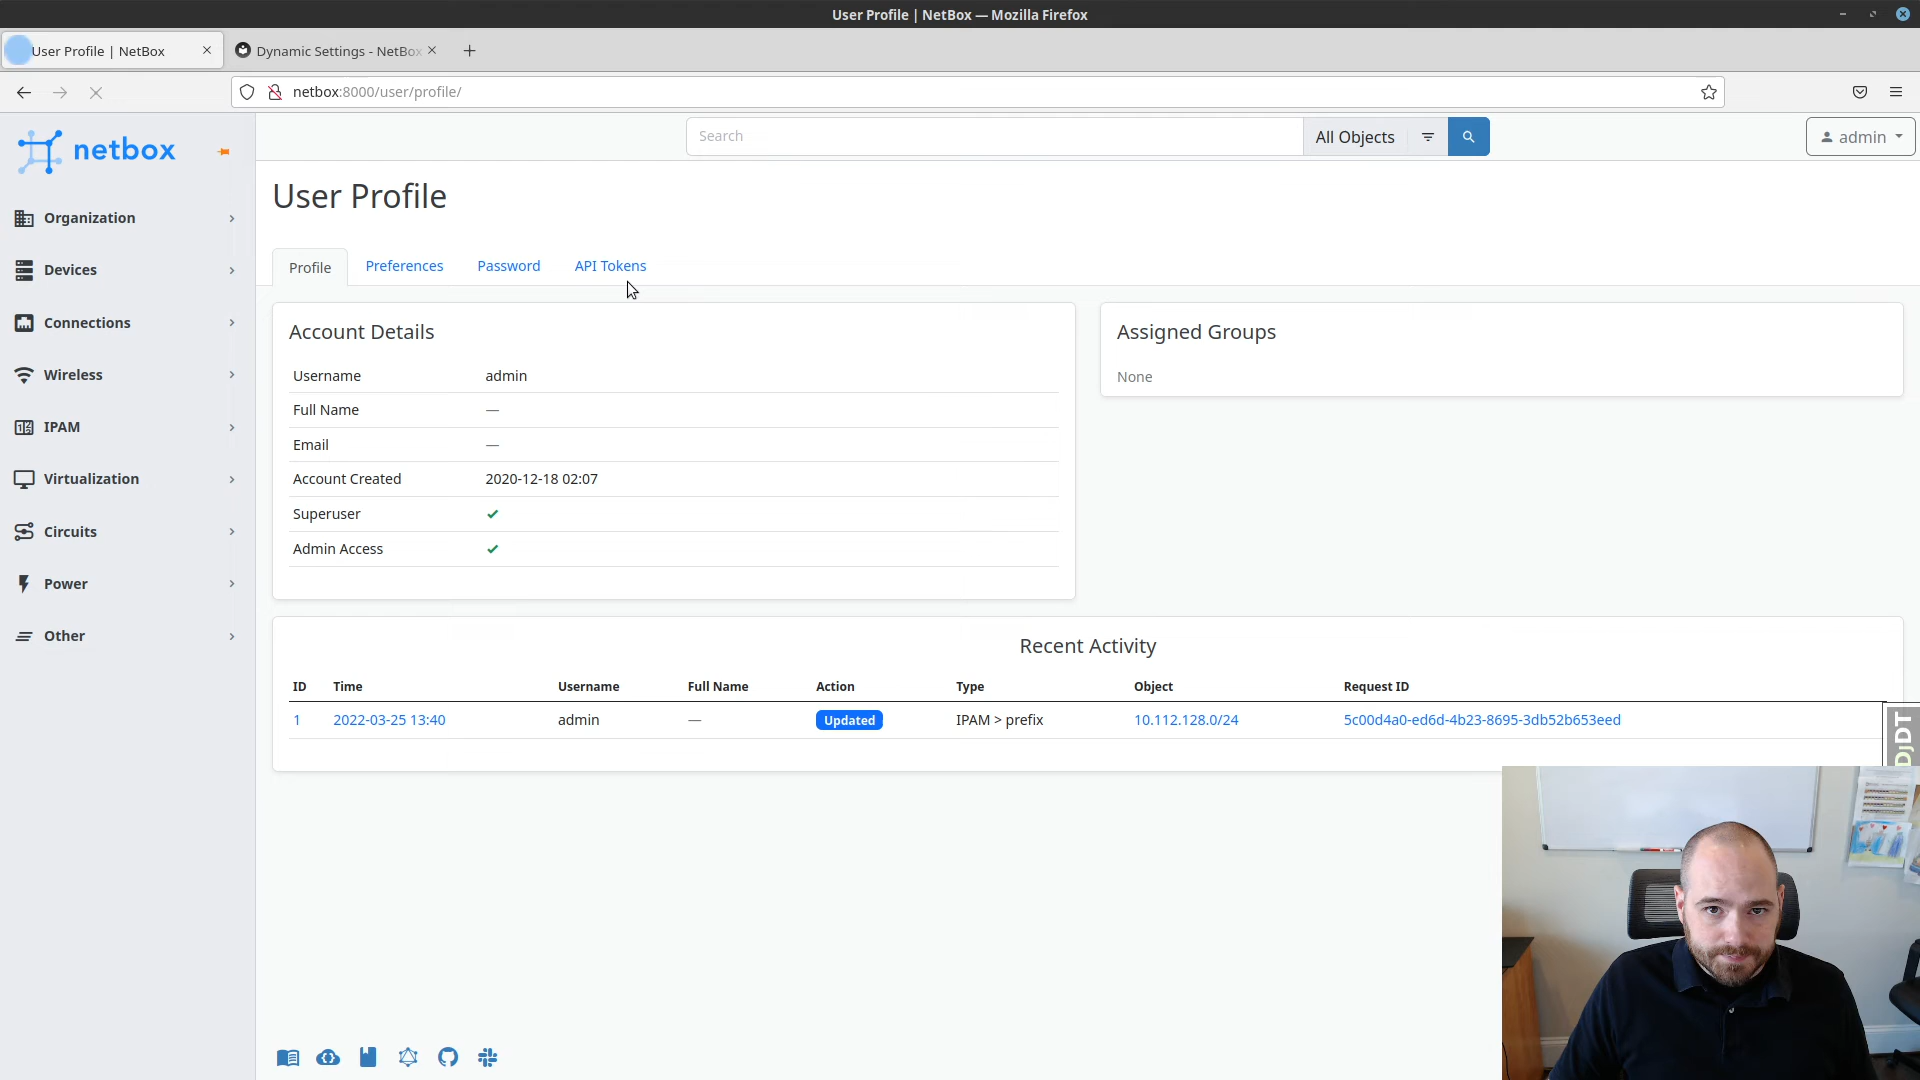 User Profile | NetBox — Mozilla Firefox
User Profile | NetBox
Dynamic Settings - NetBox
netbox:8000/user/profile/
netbox
Search
All Objects
admin
Organization
Devices
Connections
Wireless
IPAM
Virtualization
Circuits
Power
Other
User Profile
Profile
Preferences
Password
API Tokens
Account Details
Username admin
Full Name —
Email —
Account Created 2020-12-18 02:07
Superuser
Admin Access
Assigned Groups
None
Recent Activity
ID Time Username Full Name Action Type Object Request ID
1 2022-03-25 13:40 admin — Updated IPAM > prefix 10.112.128.0/24 5c00d4a0-ed6d-4b23-8695-3db52b653eed
DjDT